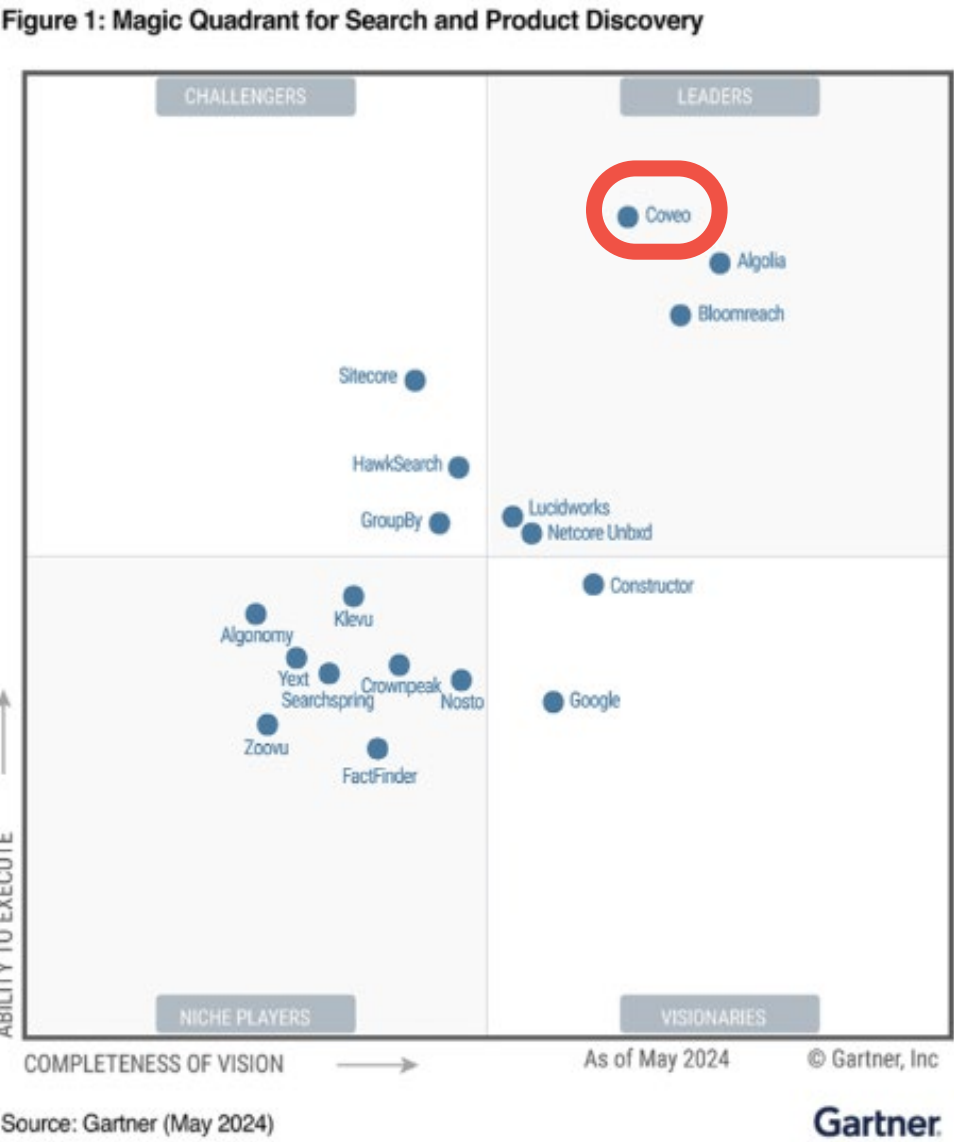 Figure 1: Magic Quadrant for Search and Product Discovery
CHALLENGERS
LEADERS
Coveo
Algolia
Bloomreach
Sitecore
HawkSearch
GroupBy
Lucidworks
Netcore Unbxd
Constructor
Klevu
Algonomy
Yext
Searchspring
Crownpeak
Nosto
Google
Zoovu
FactFinder
ABILITY TO EXECUTE
NICHE PLAYERS
VISIONARIES
COMPLETENESS OF VISION
As of May 2024
© Gartner, Inc
Source: Gartner (May 2024)
Gartner